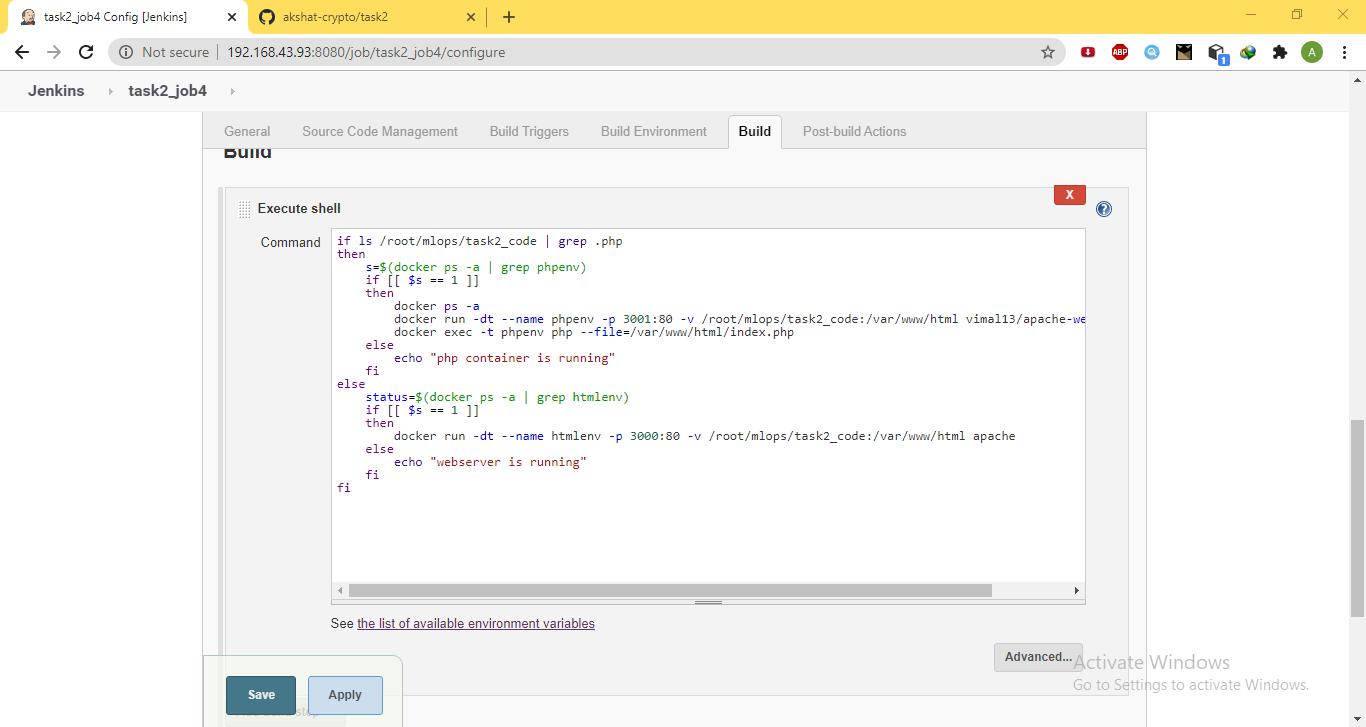 task2_job4 Config [Jenkins]
akshat-crypto/task2
Not secure
192.168.43.93:8080/job/task2_job4/configure
ABP
1
A
Jenkins
task2_job4
General
Source Code Management
Build Triggers
Build Environment
Build
Post-build Actions
Build
X
Execute shell
?
Command
if ls /root/mlops/task2_code | grep .php
then
    s=$(docker ps -a | grep phpenv)
    if [[ $s == 1 ]]
    then
        docker ps -a
        docker run -dt --name phpenv -p 3001:80 -v /root/mlops/task2_code:/var/www/html vimal13/apache-we
        docker exec -t phpenv php --file=/var/www/html/index.php
    else
        echo "php container is running"
    fi
else
    status=$(docker ps -a | grep htmlenv)
    if [[ $s == 1 ]]
    then
        docker run -dt --name htmlenv -p 3000:80 -v /root/mlops/task2_code:/var/www/html apache
    else
        echo "webserver is running"
    fi
fi
See the list of available environment variables
Advanced...
Activate Windows
Go to Settings to activate Windows.
Save
Apply